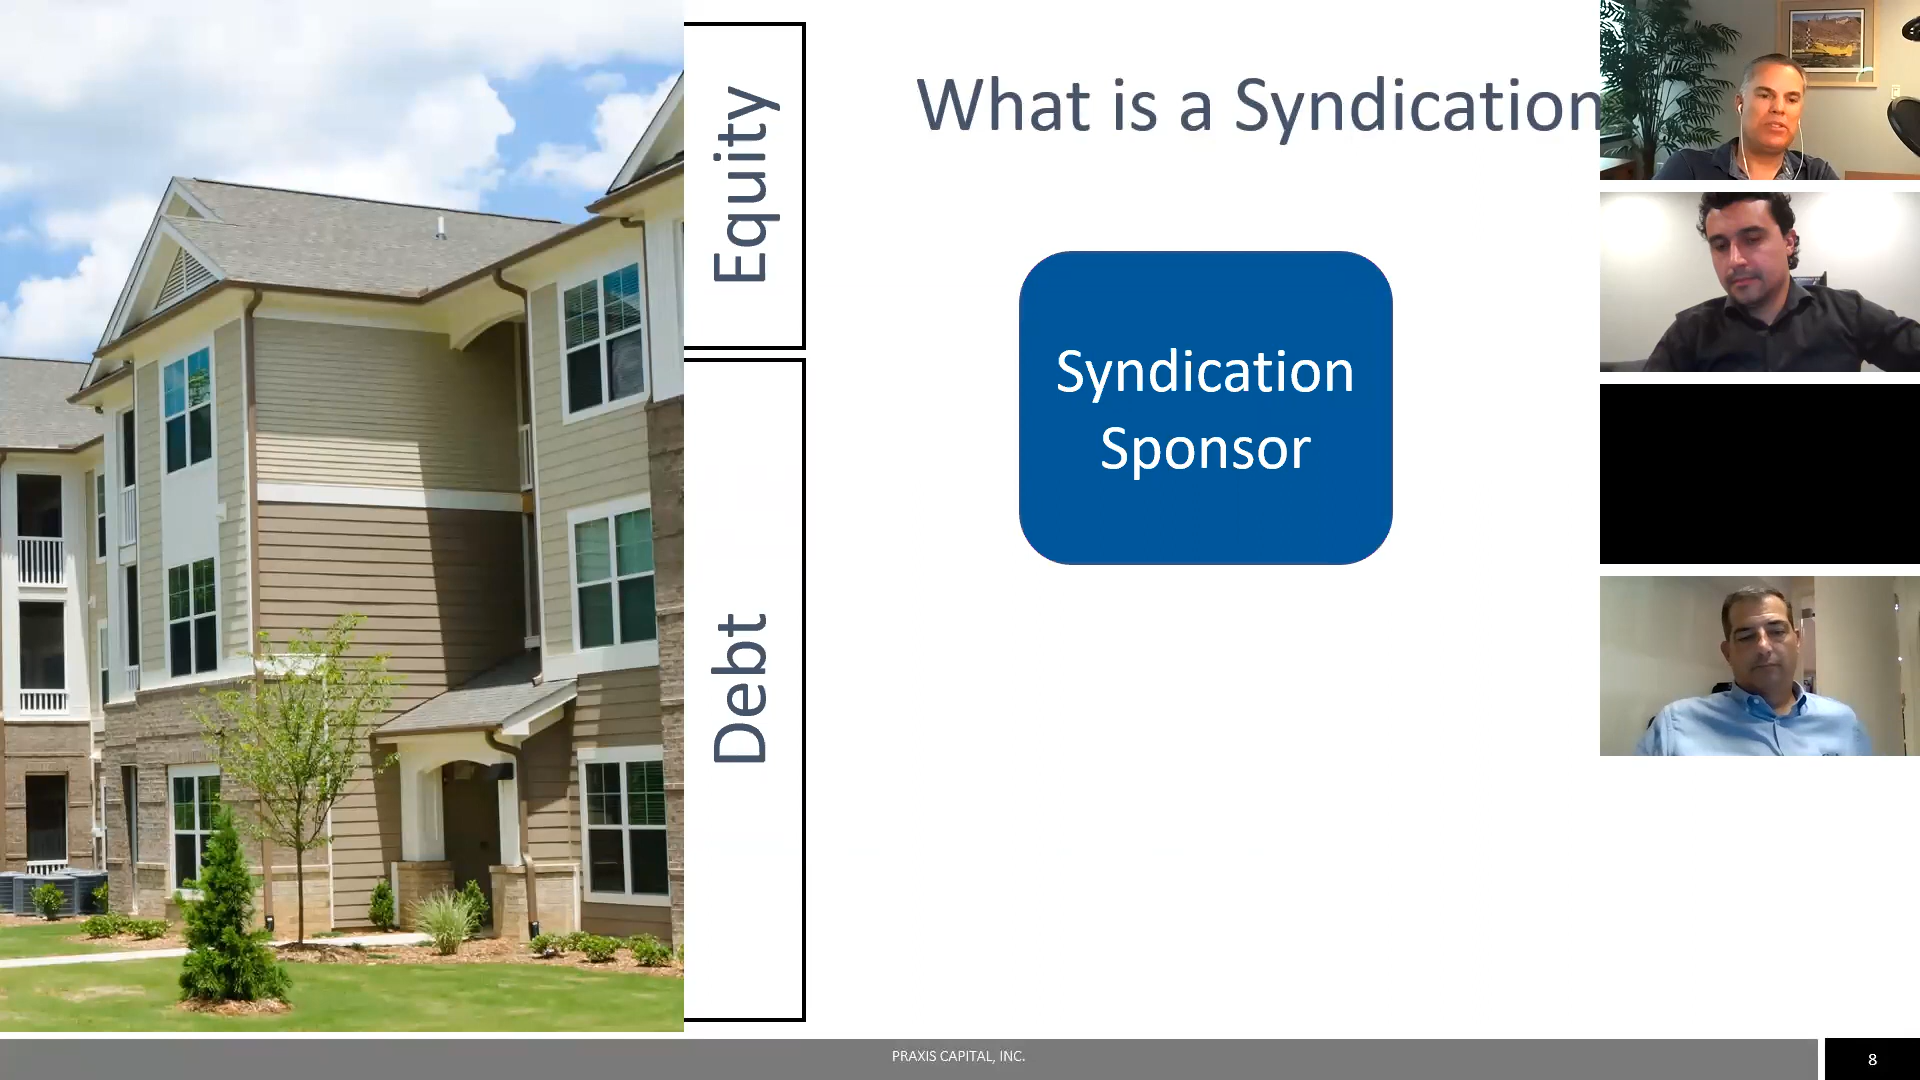 Equity
What is a Syndication
Syndication
Sponsor
Debt
PRAXIS CAPITAL, INC.
8